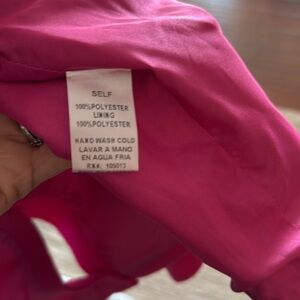 SELF
100%POLYESTER
LINING
100%POLYESTER
HAND WASH COLD
LAVAR A MANO
EN AGUA FRIA
RN#. 105013